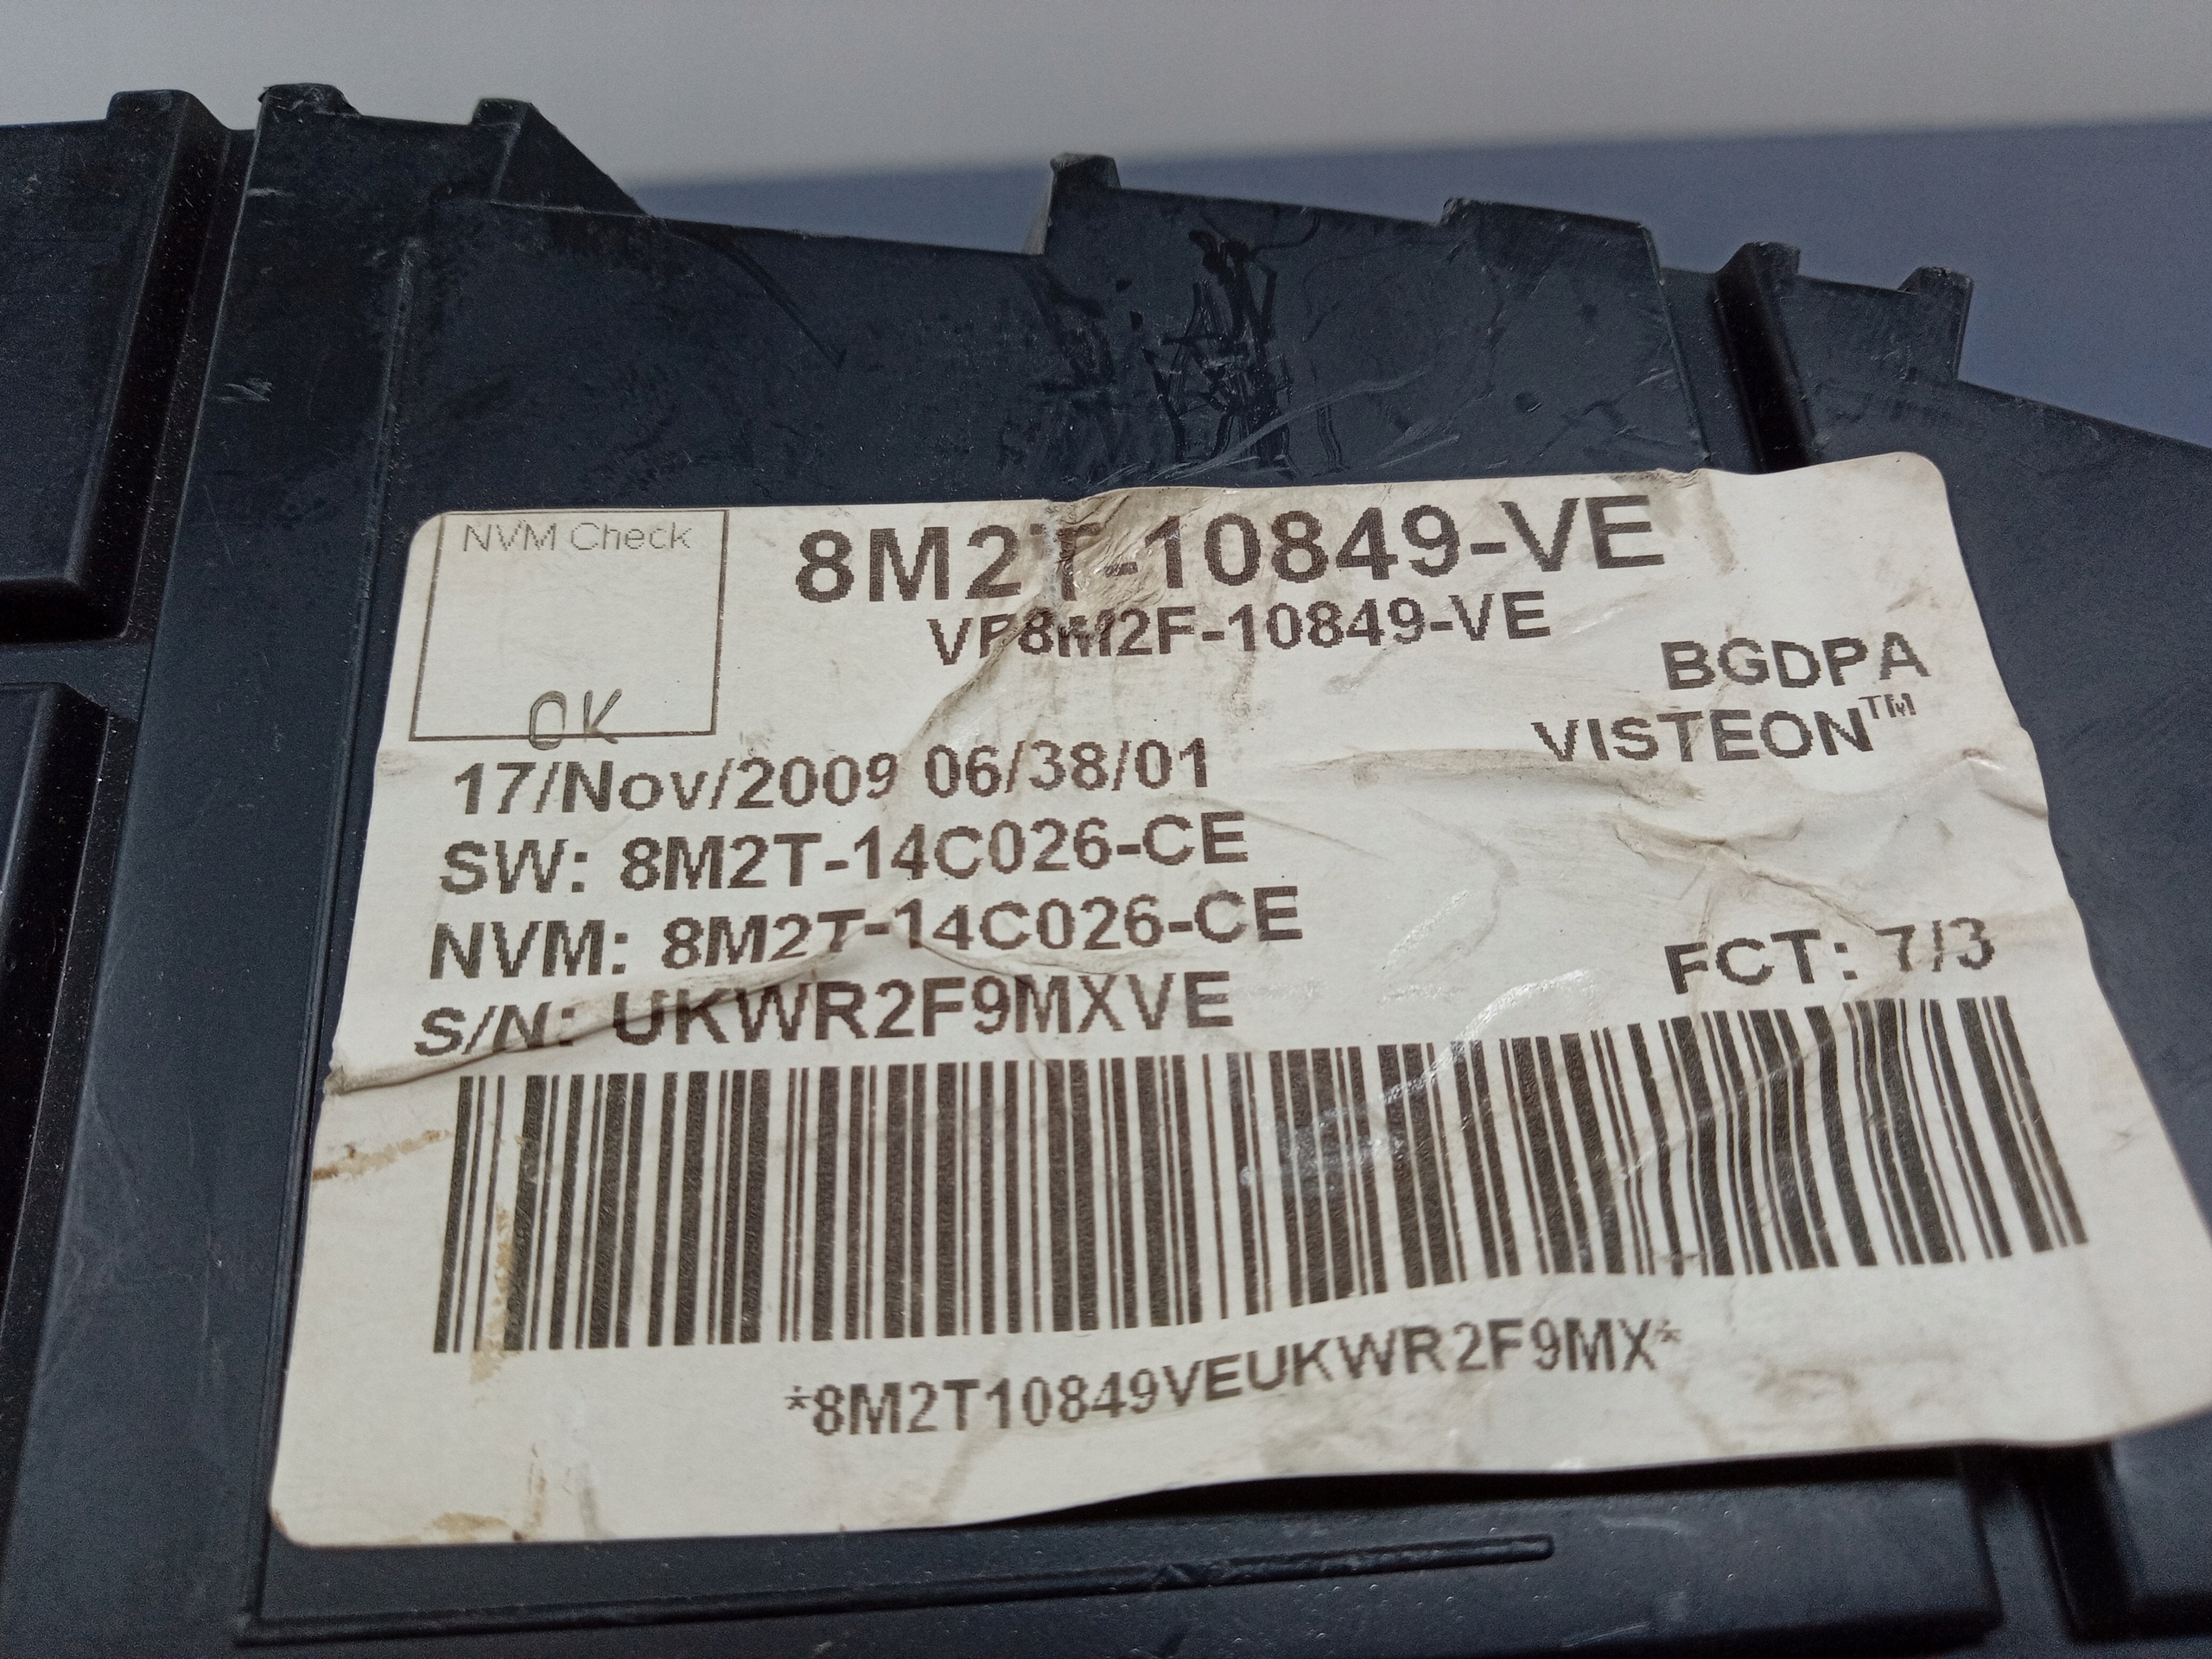 NVM Check
OK
8M2T-10849-VE
VP8M2F-10849-VE
BGDPA
VISTEON™
17/Nov/2009 06/38/01
SW: 8M2T-14C026-CE
NVM: 8M2T-14C026-CE
FCT: 7/3
S/N: UKWR2F9MXVE
*8M2T10849VEUKWR2F9MX*